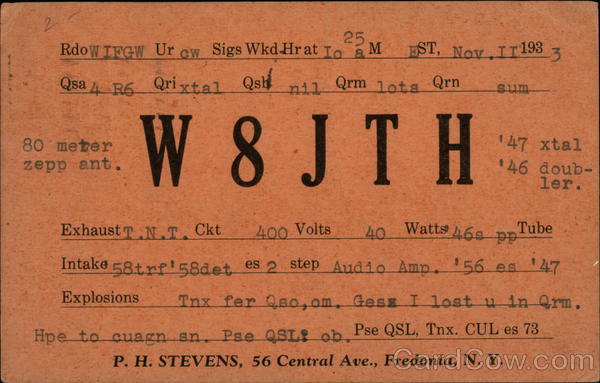 2
Rdo W1FGW Ur cw Sigs Wkd-Hr at Io 25 a M EST, Nov.II 1933
Qsa 4 R6 Qri xtal Qsb nil Qrm lots Qrn sum
80 meter zepp ant.
W8JTH
'47 xtal '46 doub-ler.
Exhaust T.N.T. Ckt 400 Volts 40 Watts '46s pp Tube
Intake '58trf '58det es 2 step Audio Amp. '56 es '47
Explosions Tnx fer Qso,om. Gess I lost u in Qrm.
Hpe to cuagn sn. Pse QSL! ob. Pse QSL, Tnx. CUL es 73
P. H. STEVENS, 56 Central Ave., Fredonia, N. Y.
CardCow.com